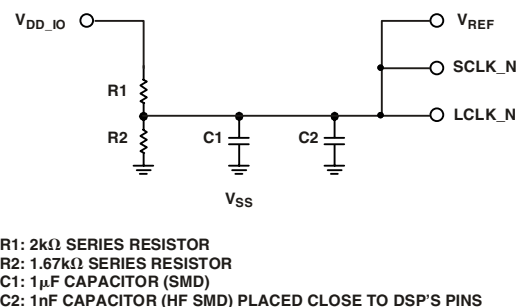 V_DD_IO
V_REF
SCLK_N
R1
LCLK_N
R2
C1
C2
V_SS
R1: 2kΩ SERIES RESISTOR
R2: 1.67kΩ SERIES RESISTOR
C1: 1μF CAPACITOR (SMD)
C2: 1nF CAPACITOR (HF SMD) PLACED CLOSE TO DSP'S PINS